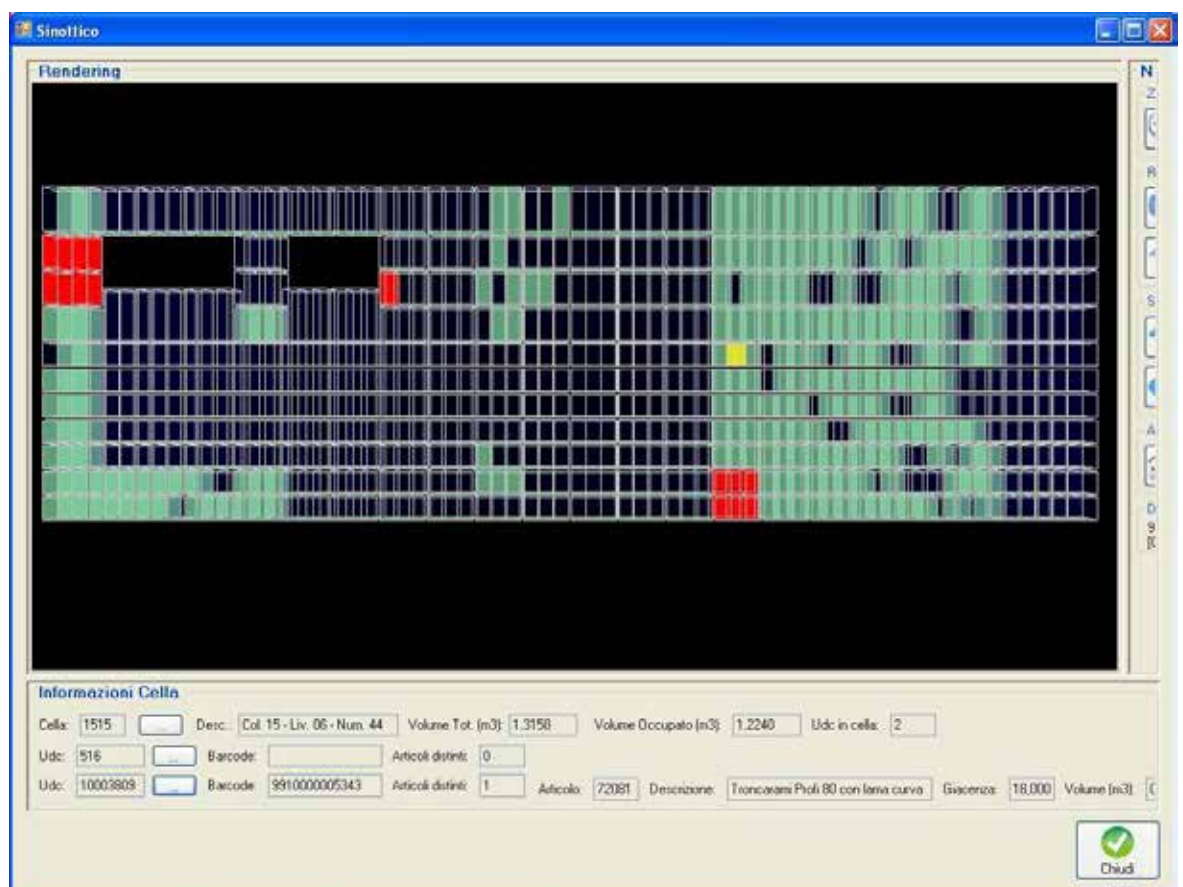 Sinottico
Rendering
N
Z
R
S
A
D
9
Informazioni Cella
Cella: 1515 ... Desc.: Col. 15 - Liv. 06 - Num. 44 Volume Tot. (m3): 1.3150 Volume Occupato (m3): 1.2240 Udc in cella: 2
Udc: 516 ... Barcode: Articoli distinti: 0
Udc: 10003809 ... Barcode: 9910000005343 Articoli distinti: 1 Articolo: 72081 Descrizione: Troncarami Profi 80 con lama curva Giacenza: 18,000 Volume (m3):
Chiudi